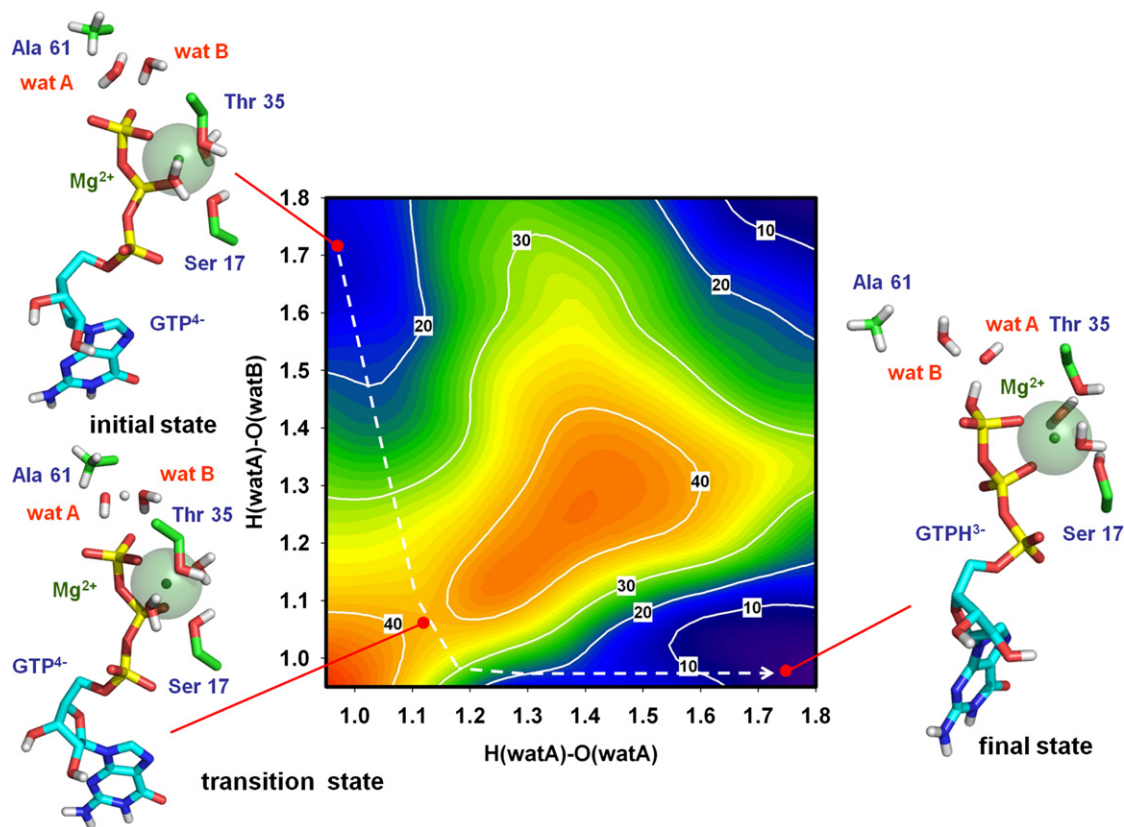 Ala 61
wat B
wat A
Thr 35
Mg2+
Ser 17
GTP4-
initial state
Ala 61
wat B
wat A
Thr 35
Mg2+
GTP4-
Ser 17
transition state
H(watA)-O(watB)
1.8
1.7
1.6
1.5
1.4
1.3
1.2
1.1
1.0
30
10
20
20
40
30
20
10
40
10
1.0 1.1 1.2 1.3 1.4 1.5 1.6 1.7 1.8
H(watA)-O(watA)
Ala 61
wat A
Thr 35
wat B
Mg2+
GTPH3-
Ser 17
final state